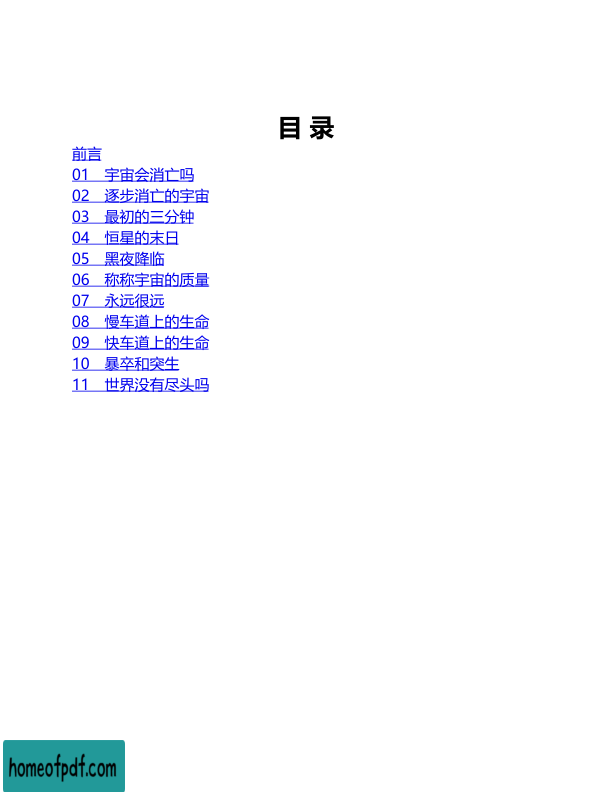 目 录
前言
01 宇宙会消亡吗
02 逐步消亡的宇宙
03 最初的三分钟
04 恒星的末日
05 黑夜降临
06 称称宇宙的质量
07 永远很远
08 慢车道上的生命
09 快车道上的生命
10 暴卒和突生
11 世界没有尽头吗
homeofpdf.com